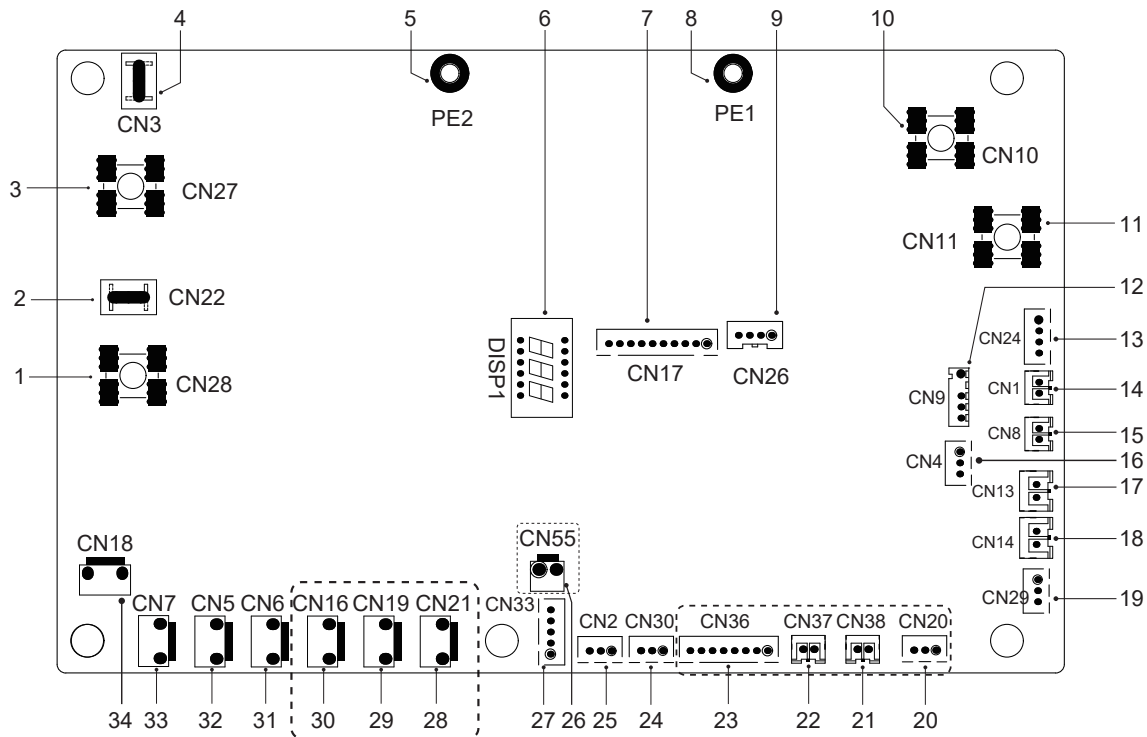 4 5 6 7 8 9 10
CN3 PE2 PE1
CN10
3 CN27
CN11 11
2 CN22
12
DISP1
CN24 13
CN17 CN26
1 CN28
CN9 CN1 14
CN8 15
CN4 16
CN13 17
CN14 18
CN18 CN55
CN29 19
CN7 CN5 CN6 CN16 CN19 CN21 CN33 CN2 CN30 CN36 CN37 CN38 CN20
34 33 32 31 30 29 28 27 26 25 24 23 22 21 20